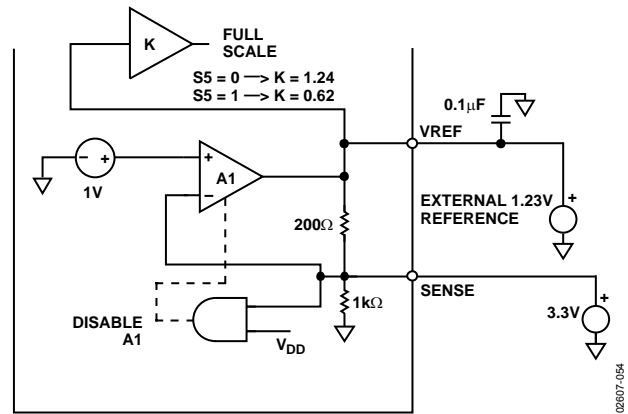 K
FULL
SCALE
S5 = 0 —> K = 1.24
S5 = 1 —> K = 0.62
0.1μF
VREF
– +
+
A1
–
1V
EXTERNAL 1.23V
REFERENCE
+
200Ω
SENSE
1kΩ
DISABLE
A1
VDD
3.3V
+
02607-054